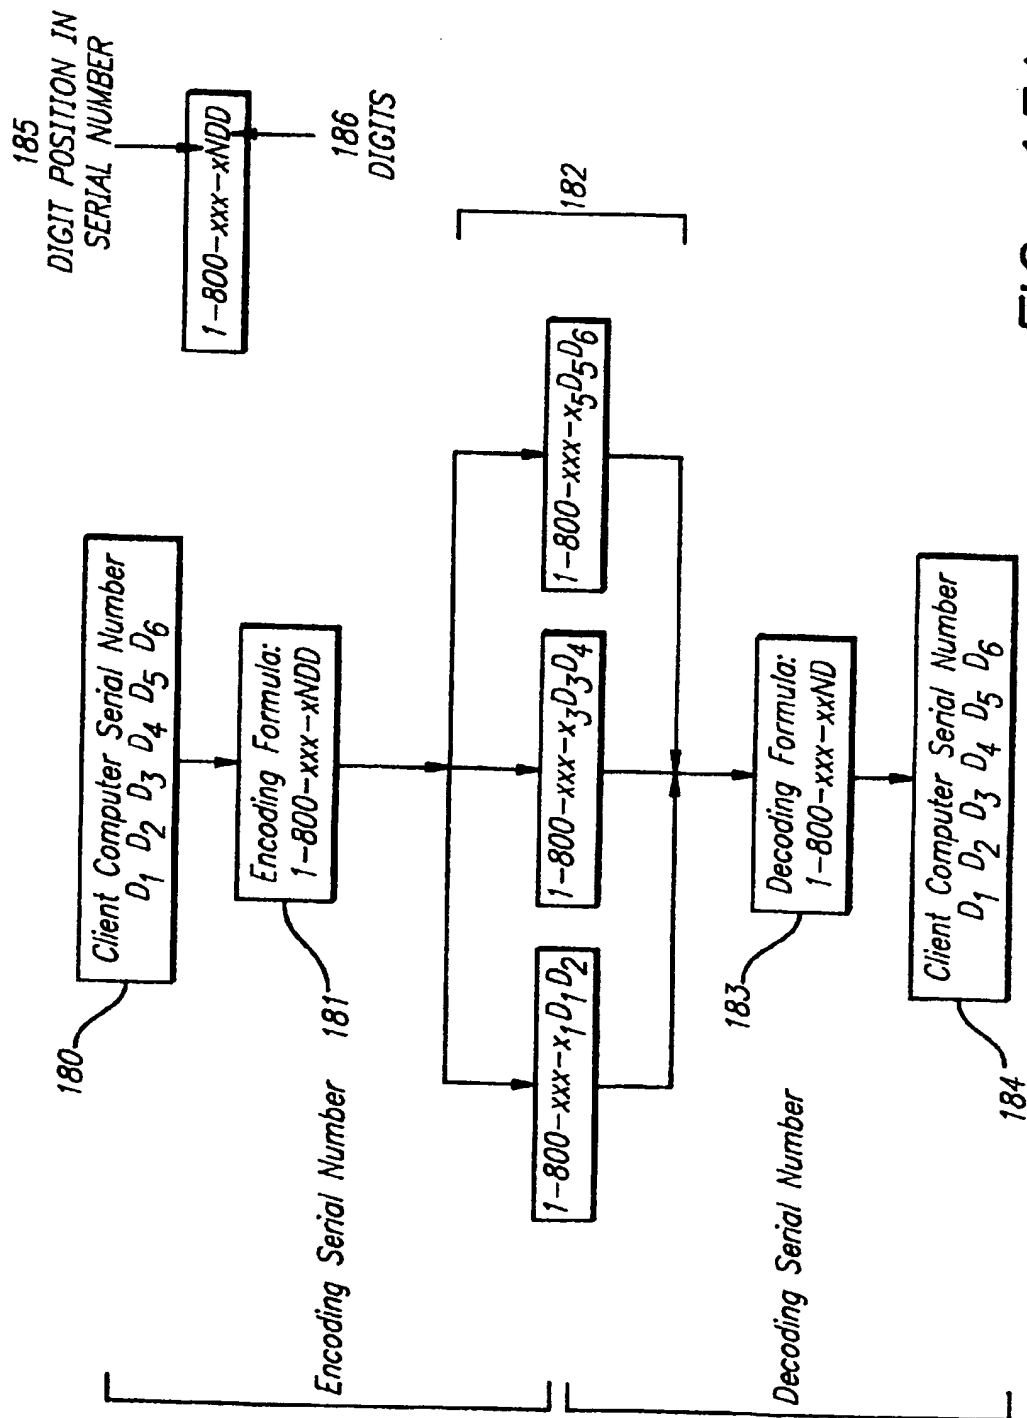 185
DIGIT POSITION IN
SERIAL NUMBER
1-800-xxx-xNDD
186
DIGITS
180
Client Computer Serial Number
D1 D2 D3 D4 D5 D6
Encoding Serial Number
181
Encoding Formula:
1-800-xxx-xNDD
182
1-800-xxx-x1D1D2
1-800-xxx-x3D3D4
1-800-xxx-x5D5D6
Decoding Serial Number
183
Decoding Formula:
1-800-xxx-xxND
184
Client Computer Serial Number
D1 D2 D3 D4 D5 D6